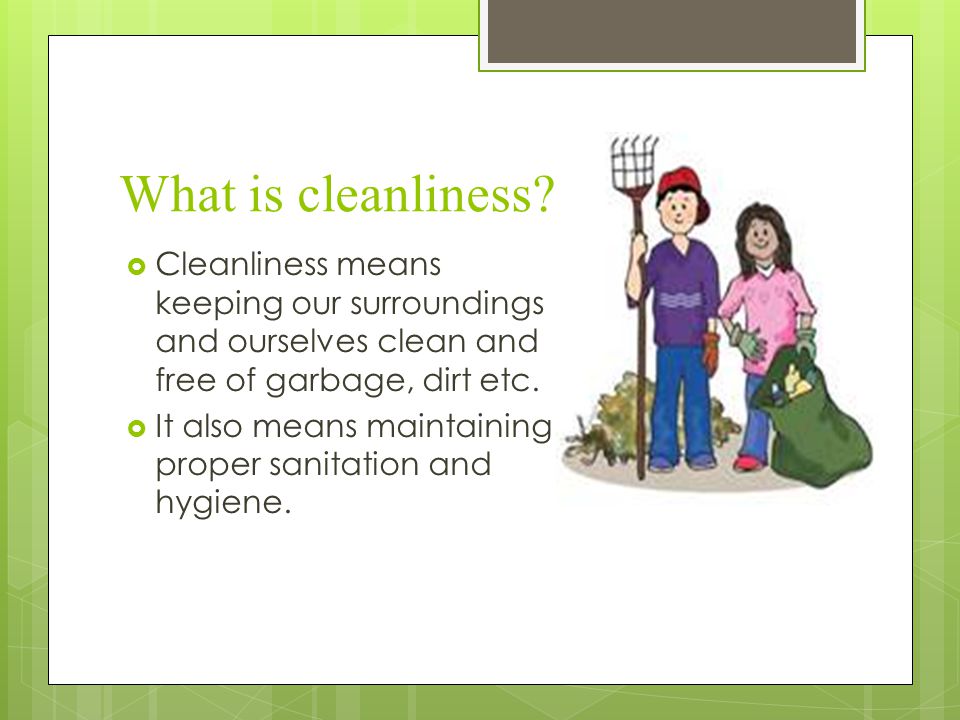 What is cleanliness?
Cleanliness means
keeping our surroundings
and ourselves clean and
free of garbage, dirt etc.
It also means maintaining
proper sanitation and
hygiene.